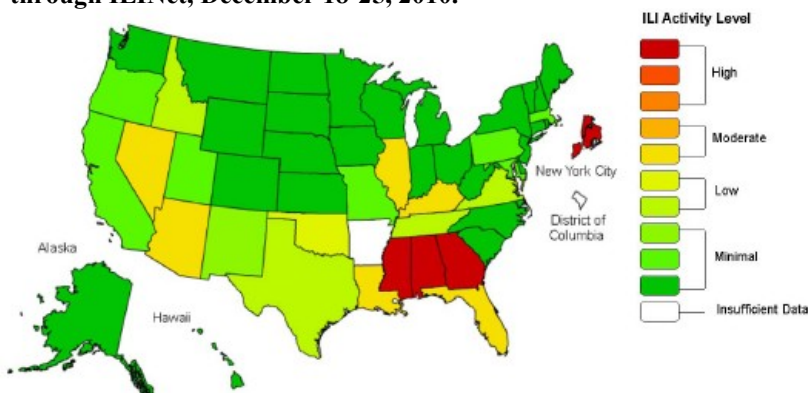 through ILINet, December 18-25, 2010.
ILI Activity Level
High
Moderate
Low
Minimal
Insufficient Data
New York City
District of
Columbia
Alaska
Hawaii